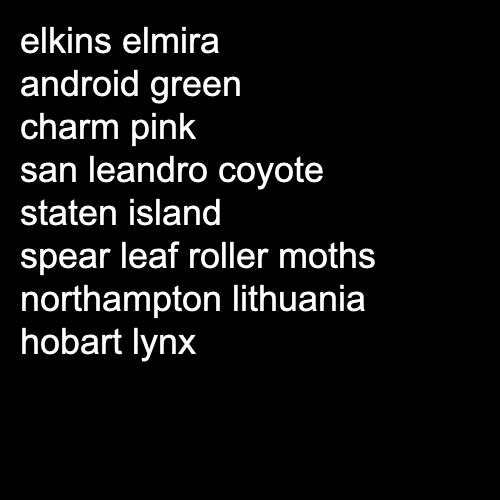 elkins elmira
android green
charm pink
san leandro coyote
staten island
spear leaf roller moths
northampton lithuania
hobart lynx